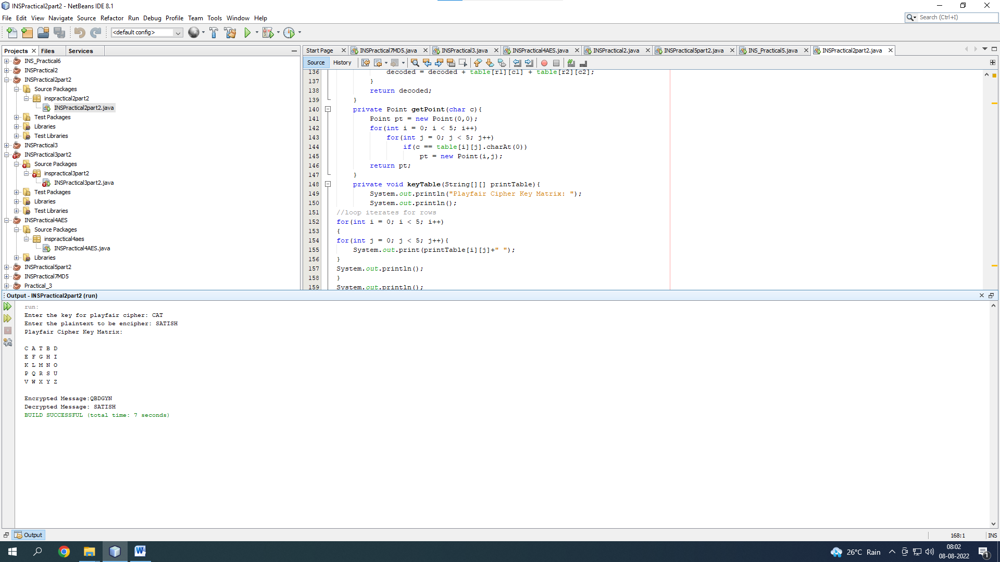 INSPractical2part2 - NetBeans IDE 8.1
File Edit View Navigate Source Refactor Run Debug Profile Team Tools Window Help
Search (Ctrl+I)
<default config>
Projects Files Services
Start Page INSPractical7MD5.java INSPractical3.java INSPractical4AES.java INSPractical2.java INSPractical5part2.java INS_Practical5.java INSPractical2part2.java
Source History
INS_Practical6
INSPractical2
INSPractical2part2
Source Packages
inspractical2part2
INSPractical2part2.java
Test Packages
Libraries
Test Libraries
INSPractical3
INSPractical3part2
Source Packages
inspractical3part2
INSPractical3part2.java
Test Packages
Libraries
Test Libraries
INSPractical4AES
Source Packages
inspractical4aes
INSPractical4AES.java
Libraries
INSPractical5part2
INSPractical7MD5
Practical_3
136 decoded = decoded + table[r1][c1] + table[r2][c2];
137 }
138 return decoded;
139 }
140 private Point getPoint(char c){
141 Point pt = new Point(0,0);
142 for(int i = 0; i < 5; i++)
143 for(int j = 0; j < 5; j++)
144 if(c == table[i][j].charAt(0))
145 pt = new Point(i,j);
146 return pt;
147 }
148 private void keyTable(String[][] printTable){
149 System.out.println("Playfair Cipher Key Matrix: ");
150 System.out.println();
151 //loop iterates for rows
152 for(int i = 0; i < 5; i++)
153 {
154 for(int j = 0; j < 5; j++){
155 System.out.print(printTable[i][j]+" ");
156 }
157 System.out.println();
158 }
159 System.out.println();
Output - INSPractical2part2 (run)
run:
Enter the key for playfair cipher: CAT
Enter the plaintext to be encipher: SATISH
Playfair Cipher Key Matrix:
C A T B D
E F G H I
K L M N O
P Q R S U
V W X Y Z
Encrypted Message:QBDGYN
Decrypted Message: SATISH
BUILD SUCCESSFUL (total time: 7 seconds)
Output
168:1 INS
26°C Rain
08:02
08-08-2022
1